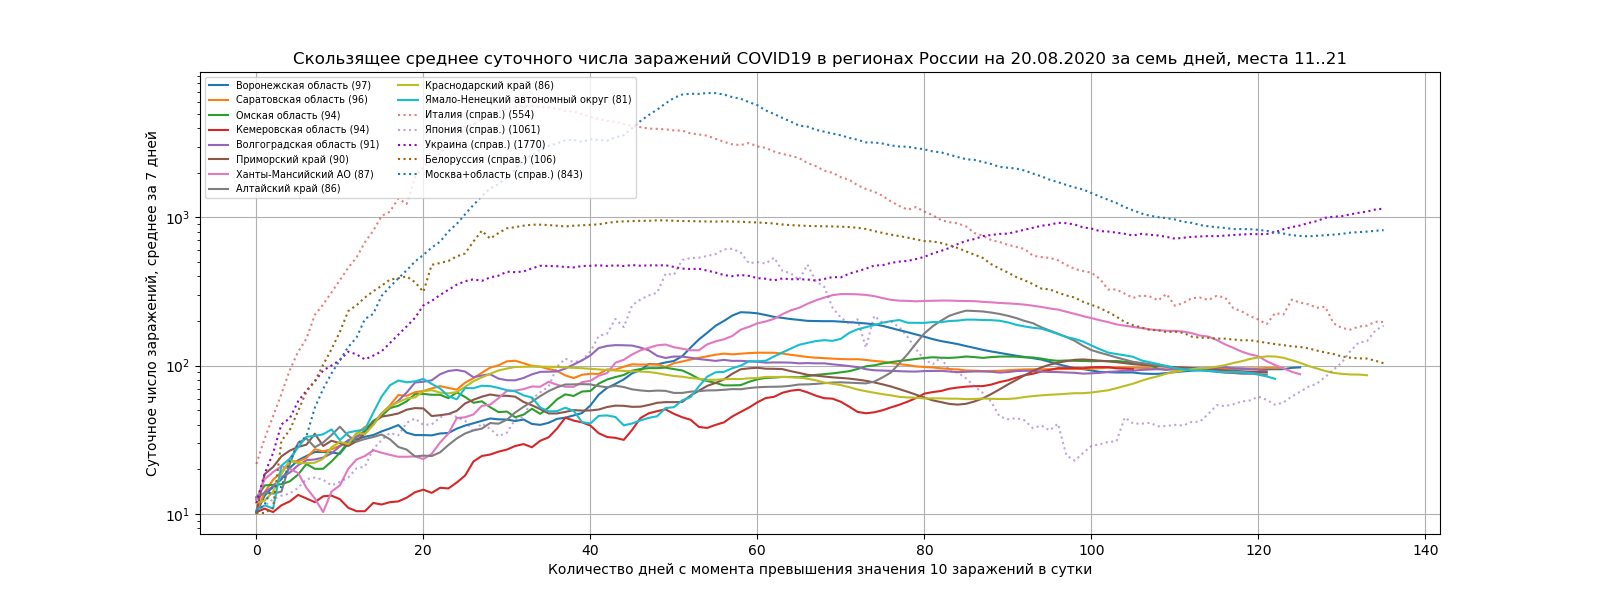 Скользящее среднее суточного числа заражений COVID19 в регионах России на 20.08.2020 за семь дней, места 11..21
Воронежская область (97)
Саратовская область (96)
Омская область (94)
Кемеровская область (94)
Волгоградская область (91)
Приморский край (90)
Ханты-Мансийский АО (87)
Алтайский край (86)
Краснодарский край (86)
Ямало-Ненецкий автономный округ (81)
Италия (справ.) (554)
Япония (справ.) (1061)
Украина (справ.) (1770)
Белоруссия (справ.) (106)
Москва+область (справ.) (843)
Суточное число заражений, среднее за 7 дней
10³
10²
10¹
0 20 40 60 80 100 120 140
Количество дней с момента превышения значения 10 заражений в сутки